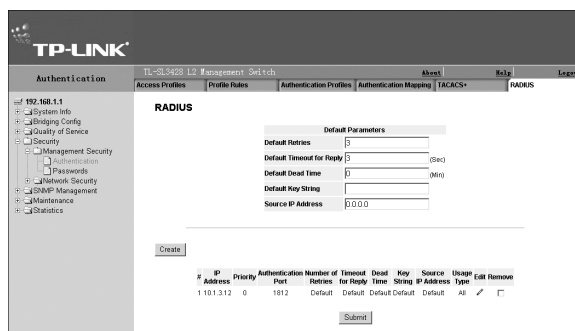 TP-LINK
Authentication
TL-SL3428 L2 Management Switch
About
Help
Access Profiles
Profile Rules
Authentication Profiles
Authentication Mapping
TACACS+
RADIUS
192.168.1.1
System Info
Bridging Config
Quality of Service
Security
Management Security
Authentication
Passwords
Network Security
SNMP Management
Maintenance
Statistics
RADIUS
Default Parameters
Default Retries 3
Default Timeout for Reply 3 (Sec)
Default Dead Time 0 (Min)
Default Key String
Source IP Address 0.0.0.0
Create
# IP Address Priority Authentication Port Number of Retries Timeout for Reply Dead Time Key String Source IP Address Usage Type Edit Remove
1 10.1.3.12 0 1812 Default Default Default Default Default All
Submit